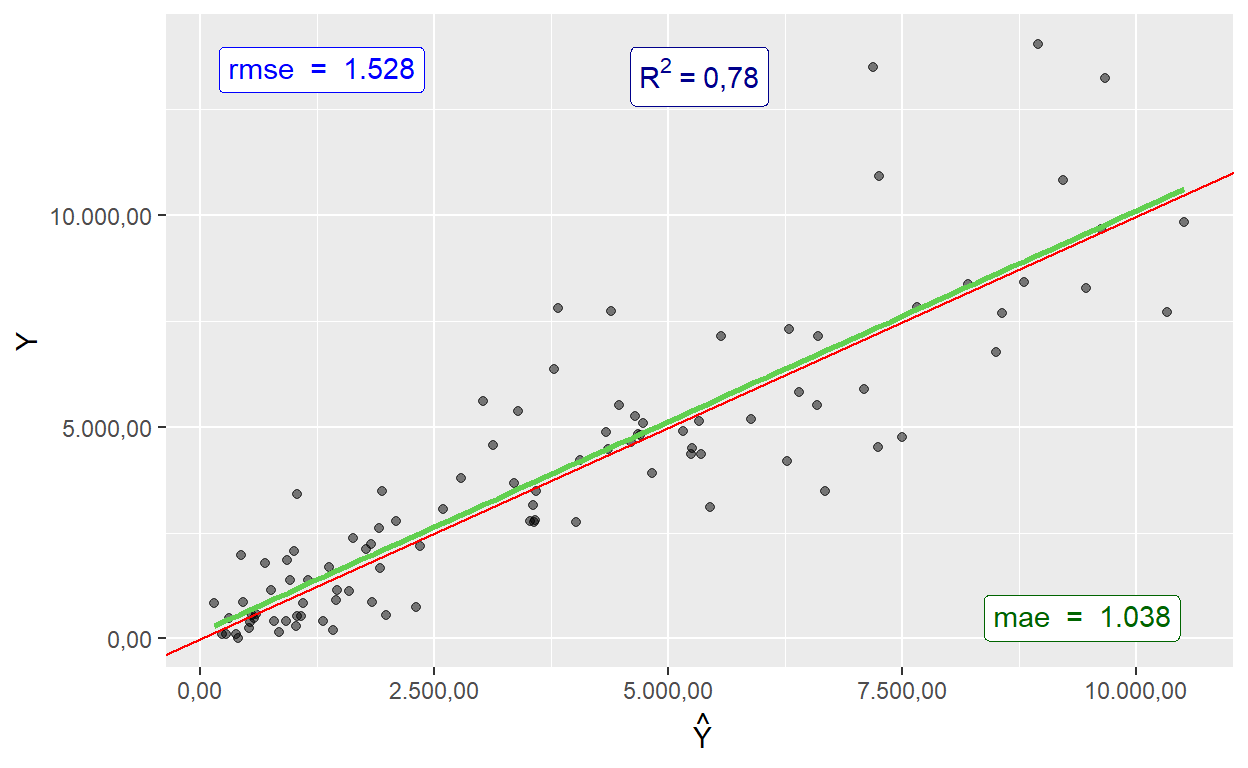 rmse = 1.528
R² = 0,78
10.000,00
Y
5.000,00
mae = 1.038
0,00
0,00 2.500,00 5.000,00 7.500,00 10.000,00
Ŷ